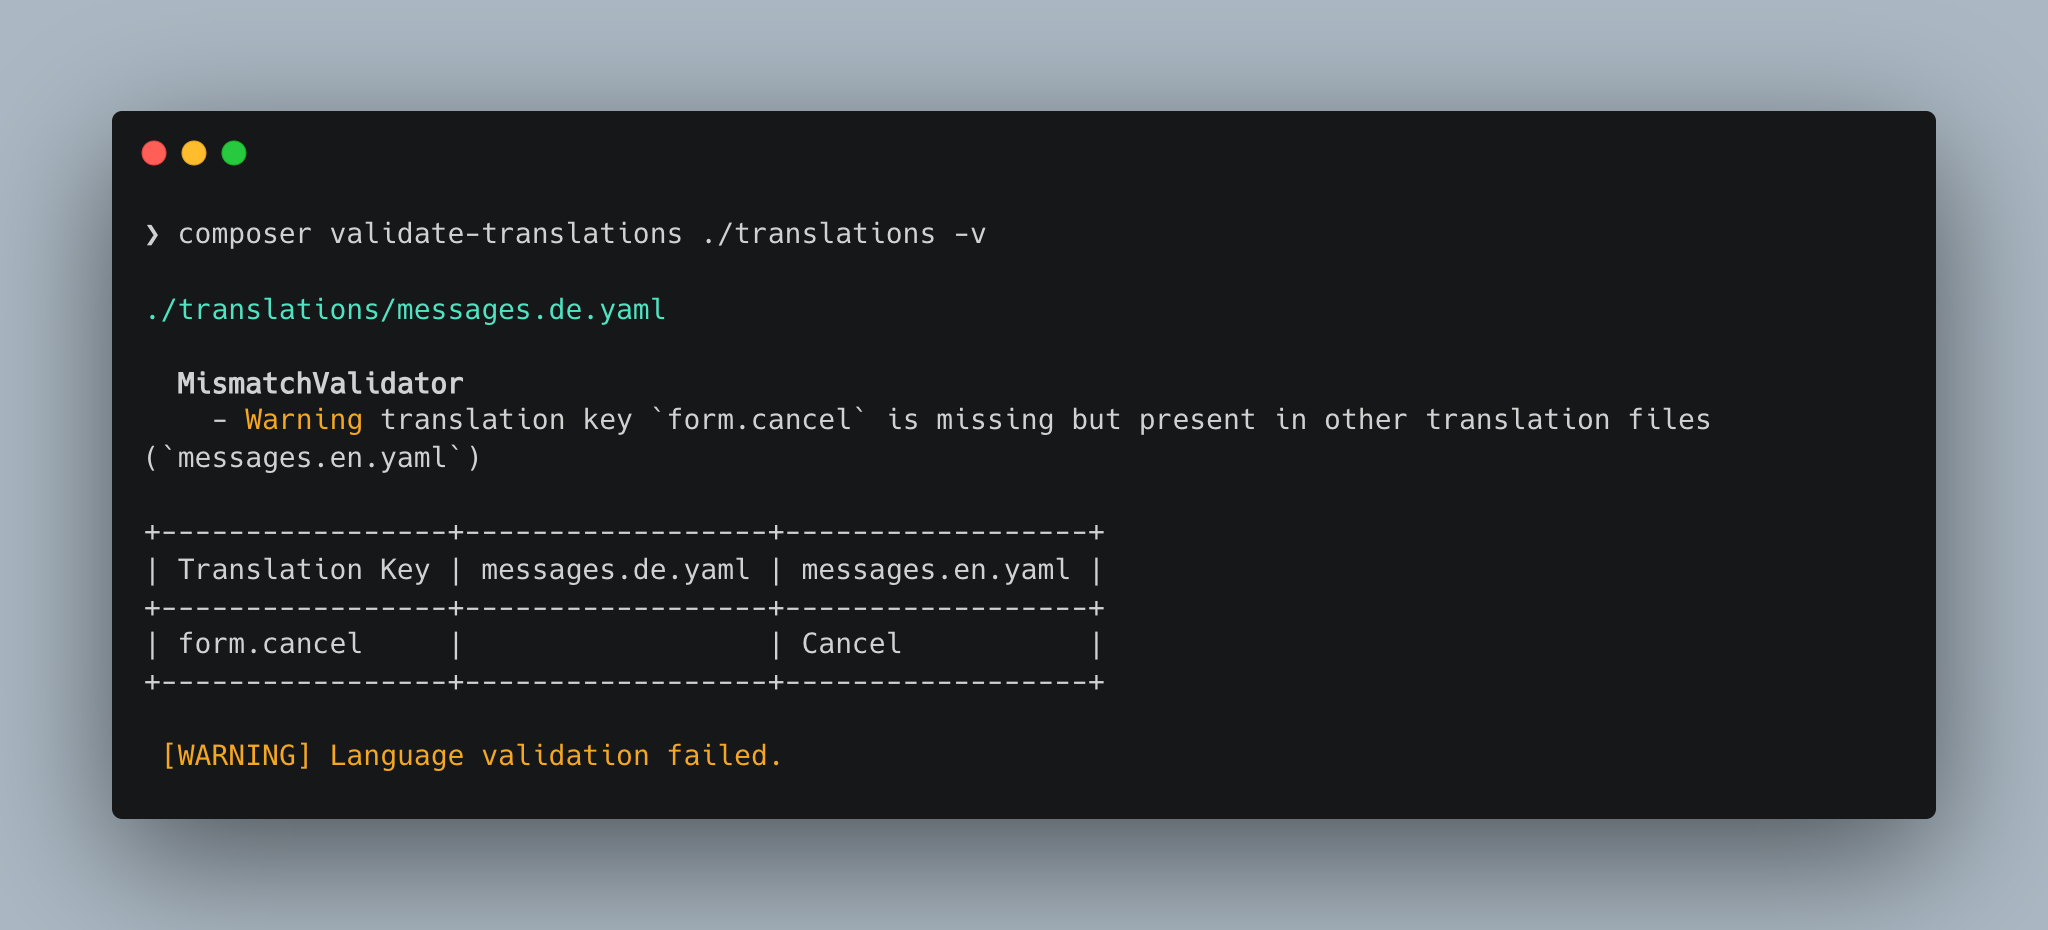 ❯ composer validate-translations ./translations -v
./translations/messages.de.yaml
MismatchValidator
- Warning translation key `form.cancel` is missing but present in other translation files
(`messages.en.yaml`)
+-----------------+------------------+------------------+
| Translation Key | messages.de.yaml | messages.en.yaml |
+-----------------+------------------+------------------+
| form.cancel     |                  | Cancel           |
+-----------------+------------------+------------------+
[WARNING] Language validation failed.